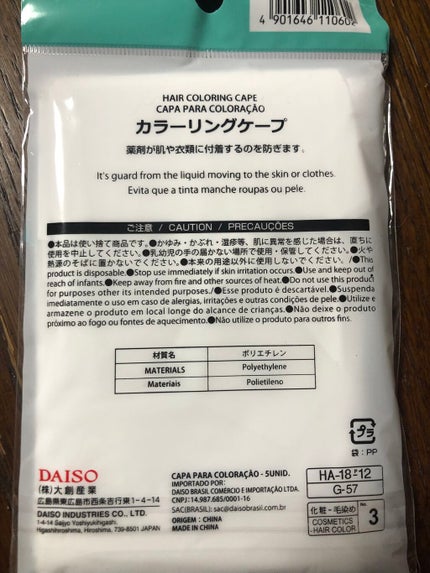 4 901646 11060
HAIR COLORING CAPE
CAPA PARA COLORAÇÃO
カラーリングケープ
薬剤が肌や衣類に付着するのを防ぎます。
It's guard from the liquid moving to the skin or clothes.
Evita que a tinta manche roupas ou pele.
ご注意 / CAUTION / PRECAUÇÕES
●本品は使い捨て商品です。●かゆみ・かぶれ・湿疹等、肌に異常を感じた場合は、直ちに
使用を中止してください。●乳幼児の手の届かない場所で使用・保管してください。●火や
熱源のそばに置かないでください。●本来の用途以外に使用しないでください。/●This
product is disposable.●Stop use immediately if skin irritation occurs.●Use and keep out of
reach of infants.●Keep away from fire and other sources of heat.●Do not use this product
for purposes other its intended purposes./●Esse produto é descartável.●Suspenda
imediatamente o uso em caso de alergias, irritações e outras condições de pele.●Utilize e
armazene o produto em local longe do alcance de crianças.●Não deixe o produto
próximo ao fogo ou fontes de aquecimento.●Não utilize o produto para outros fins.
材質名 ポリエチレン
MATERIALS Polyethylene
Materiais Polietileno
プラ
袋：PP
DAISO
(株)大創産業
広島県東広島市西条吉行東1-4-14
DAISO INDUSTRIES CO., LTD.
1-4-14 Saijo Yoshiyukihigashi,
Higashihiroshima, Hiroshima, 739-8501 JAPAN
CAPA PARA COLORAÇÃO - 5UNID.
IMPORTADO POR:
DAISO BRASIL COMÉRCIO E IMPORTAÇÃO LTDA.
CNPJ: 14.987.685/0001-16
SAC(BRASIL): sac@daisobrasil.com.br
ORIGEM : CHINA
MADE IN CHINA
HA-18 12
G-57
化粧・毛染め
COSMETICS
HAIR COLOR
No. 3